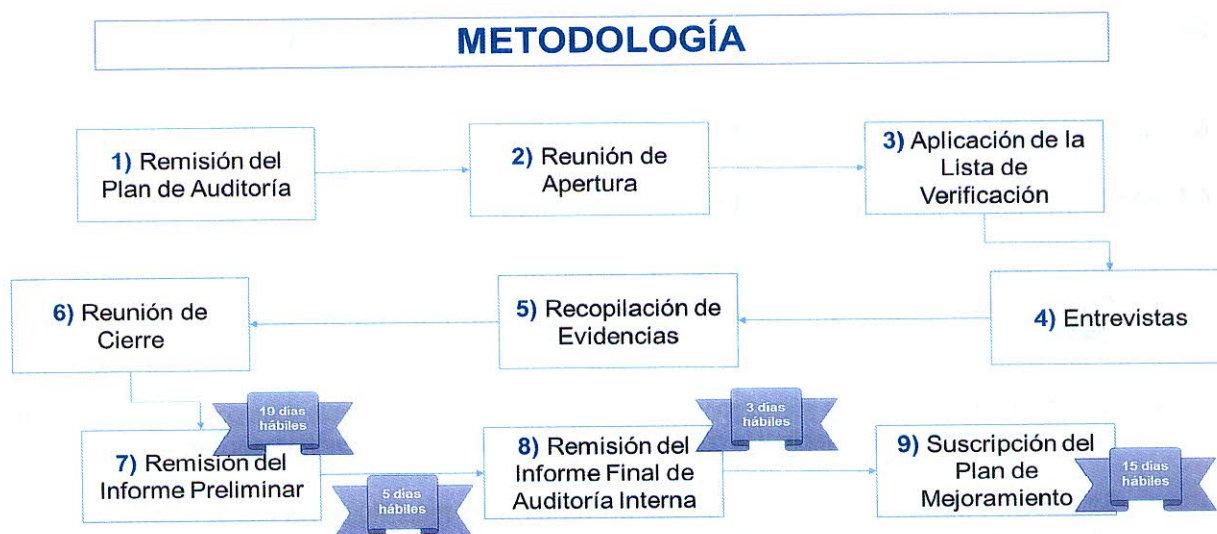 METODOLOGÍA
1) Remisión del
Plan de Auditoría
2) Reunión de
Apertura
3) Aplicación de la
Lista de
Verificación
4) Entrevistas
5) Recopilación de
Evidencias
6) Reunión de
Cierre
7) Remisión del
Informe Preliminar
10 días
hábiles
5 días
hábiles
8) Remisión del
Informe Final de
Auditoría Interna
3 días
hábiles
9) Suscripción del
Plan de
Mejoramiento
15 días
hábiles